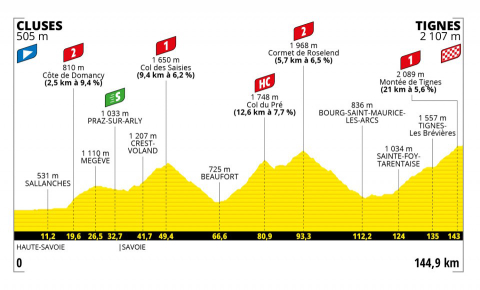 CLUSES
505 m
TIGNES
2 107 m
2
810 m
Côte de Domancy
(2,5 km à 9,4 %)
S
1 033 m
PRAZ-SUR-ARLY
1
1 650 m
Col des Saisies
(9,4 km à 6,2 %)
HC
1 748 m
Col du Pré
(12,6 km à 7,7 %)
2
1 968 m
Cormet de Roselend
(5,7 km à 6,5 %)
1
2 089 m
Montée de Tignes
(21 km à 5,6 %)
531 m
SALLANCHES
1 110 m
MEGÈVE
1 207 m
CREST-
VOLAND
725 m
BEAUFORT
836 m
BOURG-SAINT-MAURICE-
LES-ARCS
1 034 m
SAINTE-FOY-
TARENTAISE
1 557 m
TIGNES-
Les Brévières
11,2 19,6 26,5 32,7 41,7 49,4 66,6 80,9 93,3 112,2 124 135 143
HAUTE-SAVOIE |SAVOIE
0 144,9 km